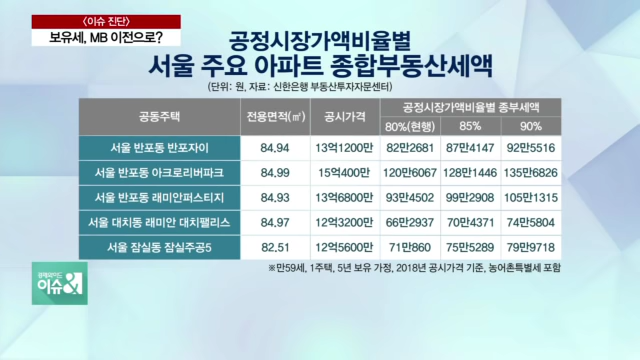 <이슈 진단>
보유세, MB 이전으로?
공정시장가액비율별
서울 주요 아파트 종합부동산세액
(단위: 원, 자료: 신한은행 부동산투자자문센터)
공동주택 전용면적(㎡) 공시가격 공정시장가액비율별 종부세액
80%(현행) 85% 90%
서울 반포동 반포자이 84.94 13억1200만 82만2681 87만4147 92만5516
서울 반포동 아크로리버파크 84.99 15억400만 120만6067 128만1446 135만6826
서울 반포동 래미안퍼스티지 84.93 13억6800만 93만4502 99만2908 105만1315
서울 대치동 래미안 대치팰리스 84.97 12억3200만 66만2937 70만4371 74만5804
서울 잠실동 잠실주공5 82.51 12억5600만 71만860 75만5289 79만9718
※만59세, 1주택, 5년 보유 가정, 2018년 공시가격 기준, 농어촌특별세 포함
경제와이드
이슈&